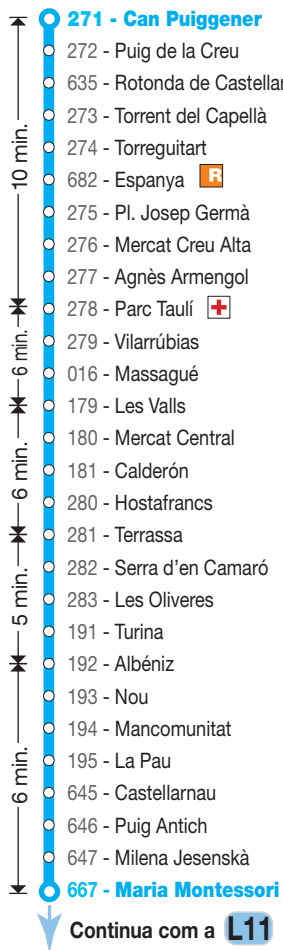 271 - Can Puiggener
272 - Puig de la Creu
635 - Rotonda de Castellar
273 - Torrent del Capellà
274 - Torreguitart
682 - Espanya R
275 - Pl. Josep Germà
276 - Mercat Creu Alta
277 - Agnès Armengol
278 - Parc Taulí
279 - Vilarrúbias
016 - Massagué
179 - Les Valls
180 - Mercat Central
181 - Calderón
280 - Hostafrancs
281 - Terrassa
282 - Serra d'en Camaró
283 - Les Oliveres
191 - Turina
192 - Albéniz
193 - Nou
194 - Mancomunitat
195 - La Pau
645 - Castellarnau
646 - Puig Antich
647 - Milena Jesenskà
667 - Maria Montessori
Continua com a L11
10 min.
6 min.
6 min.
5 min.
6 min.